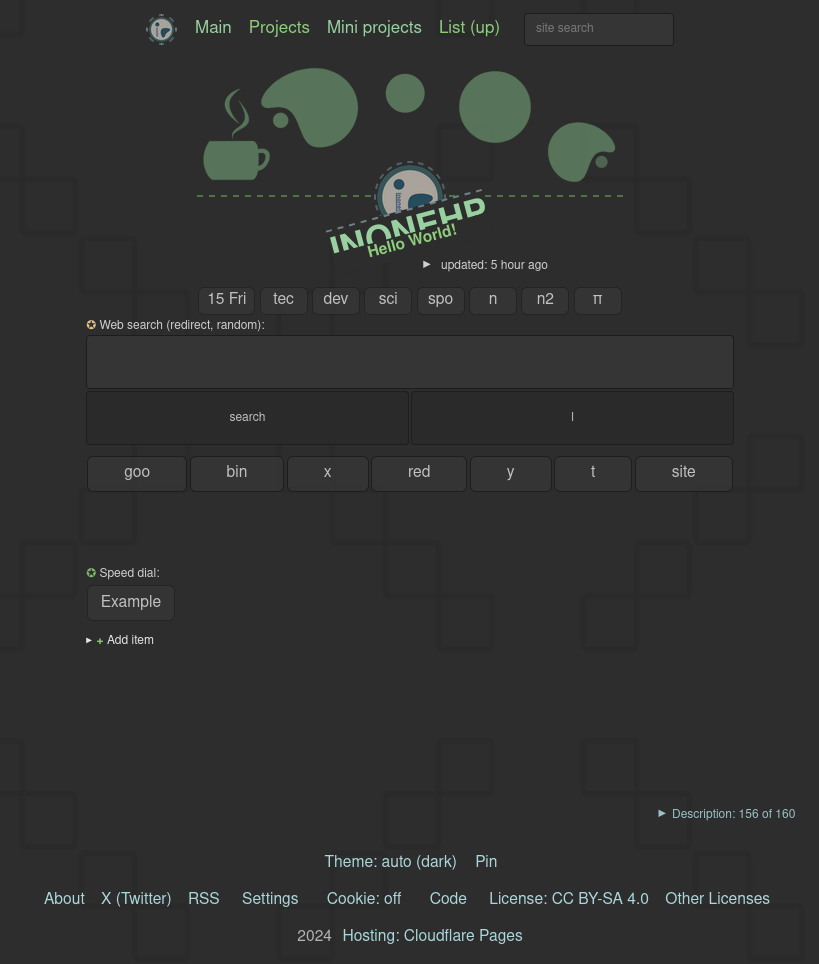 Main Projects Mini projects List (up) site search
INONEHP
Hello World!
► updated: 5 hour ago
15 Fri tec dev sci spo n n2 π
✪ Web search (redirect, random):
search l
goo bin x red y t site
✪ Speed dial:
Example
▸ + Add item
► Description: 156 of 160
Theme: auto (dark) Pin
About X (Twitter) RSS Settings Cookie: off Code License: CC BY-SA 4.0 Other Licenses
2024 Hosting: Cloudflare Pages